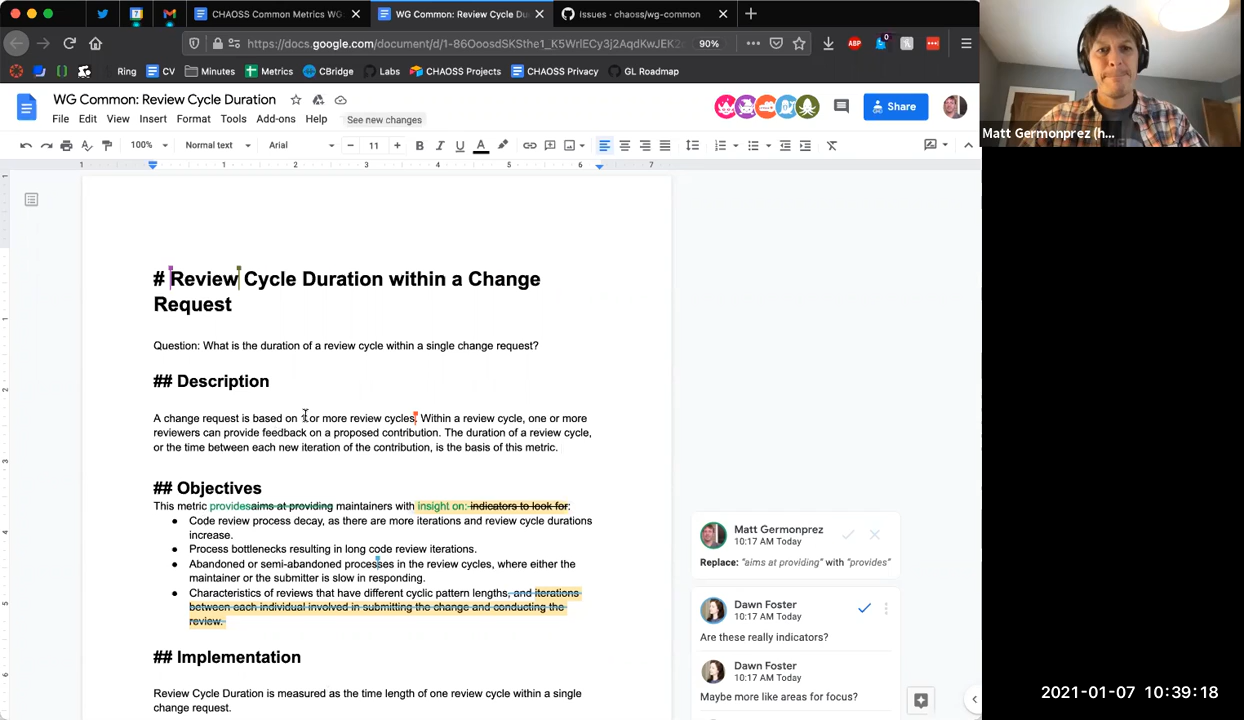 CHAOSS Common Metrics WG
WG Common: Review Cycle Du
Issues · chaoss/wg-common
https://docs.google.com/document/d/1-86OoosdSKSthe1_K5WrlECy3j2AqdKwJEK2
90%
ABP
0
Ring
CV
Minutes
Metrics
CBridge
Labs
CHAOSS Projects
CHAOSS Privacy
GL Roadmap
WG Common: Review Cycle Duration
File Edit View Insert Format Tools Add-ons Help See new changes
Share
100% Normal text Arial 11 B I U A
1 1 2 3 4 5 6 7
# Review Cycle Duration within a Change
Request
Question: What is the duration of a review cycle within a single change request?
## Description
A change request is based on or more review cycles. Within a review cycle, one or more
reviewers can provide feedback on a proposed contribution. The duration of a review cycle,
or the time between each new iteration of the contribution, is the basis of this metric.
## Objectives
This metric providesaims at providing maintainers with insight on: indicators to look for:
● Code review process decay, as there are more iterations and review cycle durations
increase.
● Process bottlenecks resulting in long code review iterations.
● Abandoned or semi-abandoned processes in the review cycles, where either the
maintainer or the submitter is slow in responding.
● Characteristics of reviews that have different cyclic pattern lengths, and iterations
between each individual involved in submitting the change and conducting the
review.
## Implementation
Review Cycle Duration is measured as the time length of one review cycle within a single
change request.
Matt Germonprez
10:17 AM Today
Replace: "aims at providing" with "provides"
Dawn Foster
10:17 AM Today
Are these really indicators?
Dawn Foster
10:17 AM Today
Maybe more like areas for focus?
Matt Germonprez (h...
2021-01-07 10:39:18